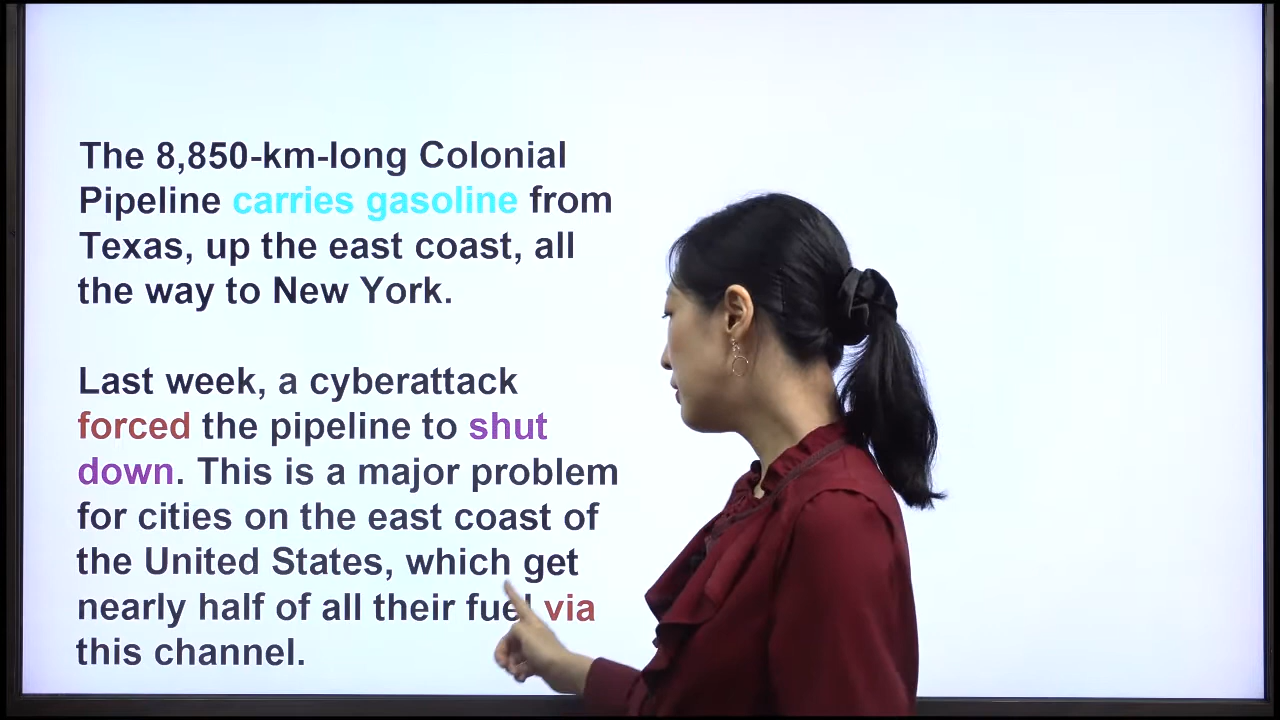 The 8,850-km-long Colonial
Pipeline carries gasoline from
Texas, up the east coast, all
the way to New York.
Last week, a cyberattack
forced the pipeline to shut
down. This is a major problem
for cities on the east coast of
the United States, which get
nearly half of all their fuel via
this channel.